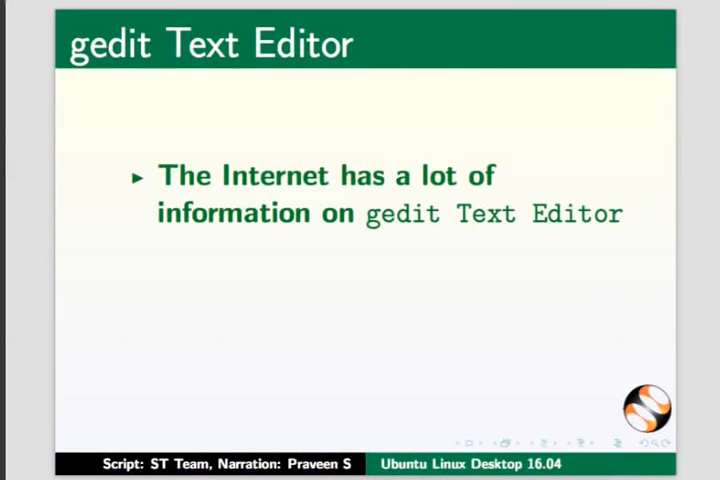 gedit Text Editor
The Internet has a lot of
information on gedit Text Editor
Script: ST Team, Narration: Praveen S
Ubuntu Linux Desktop 16.04